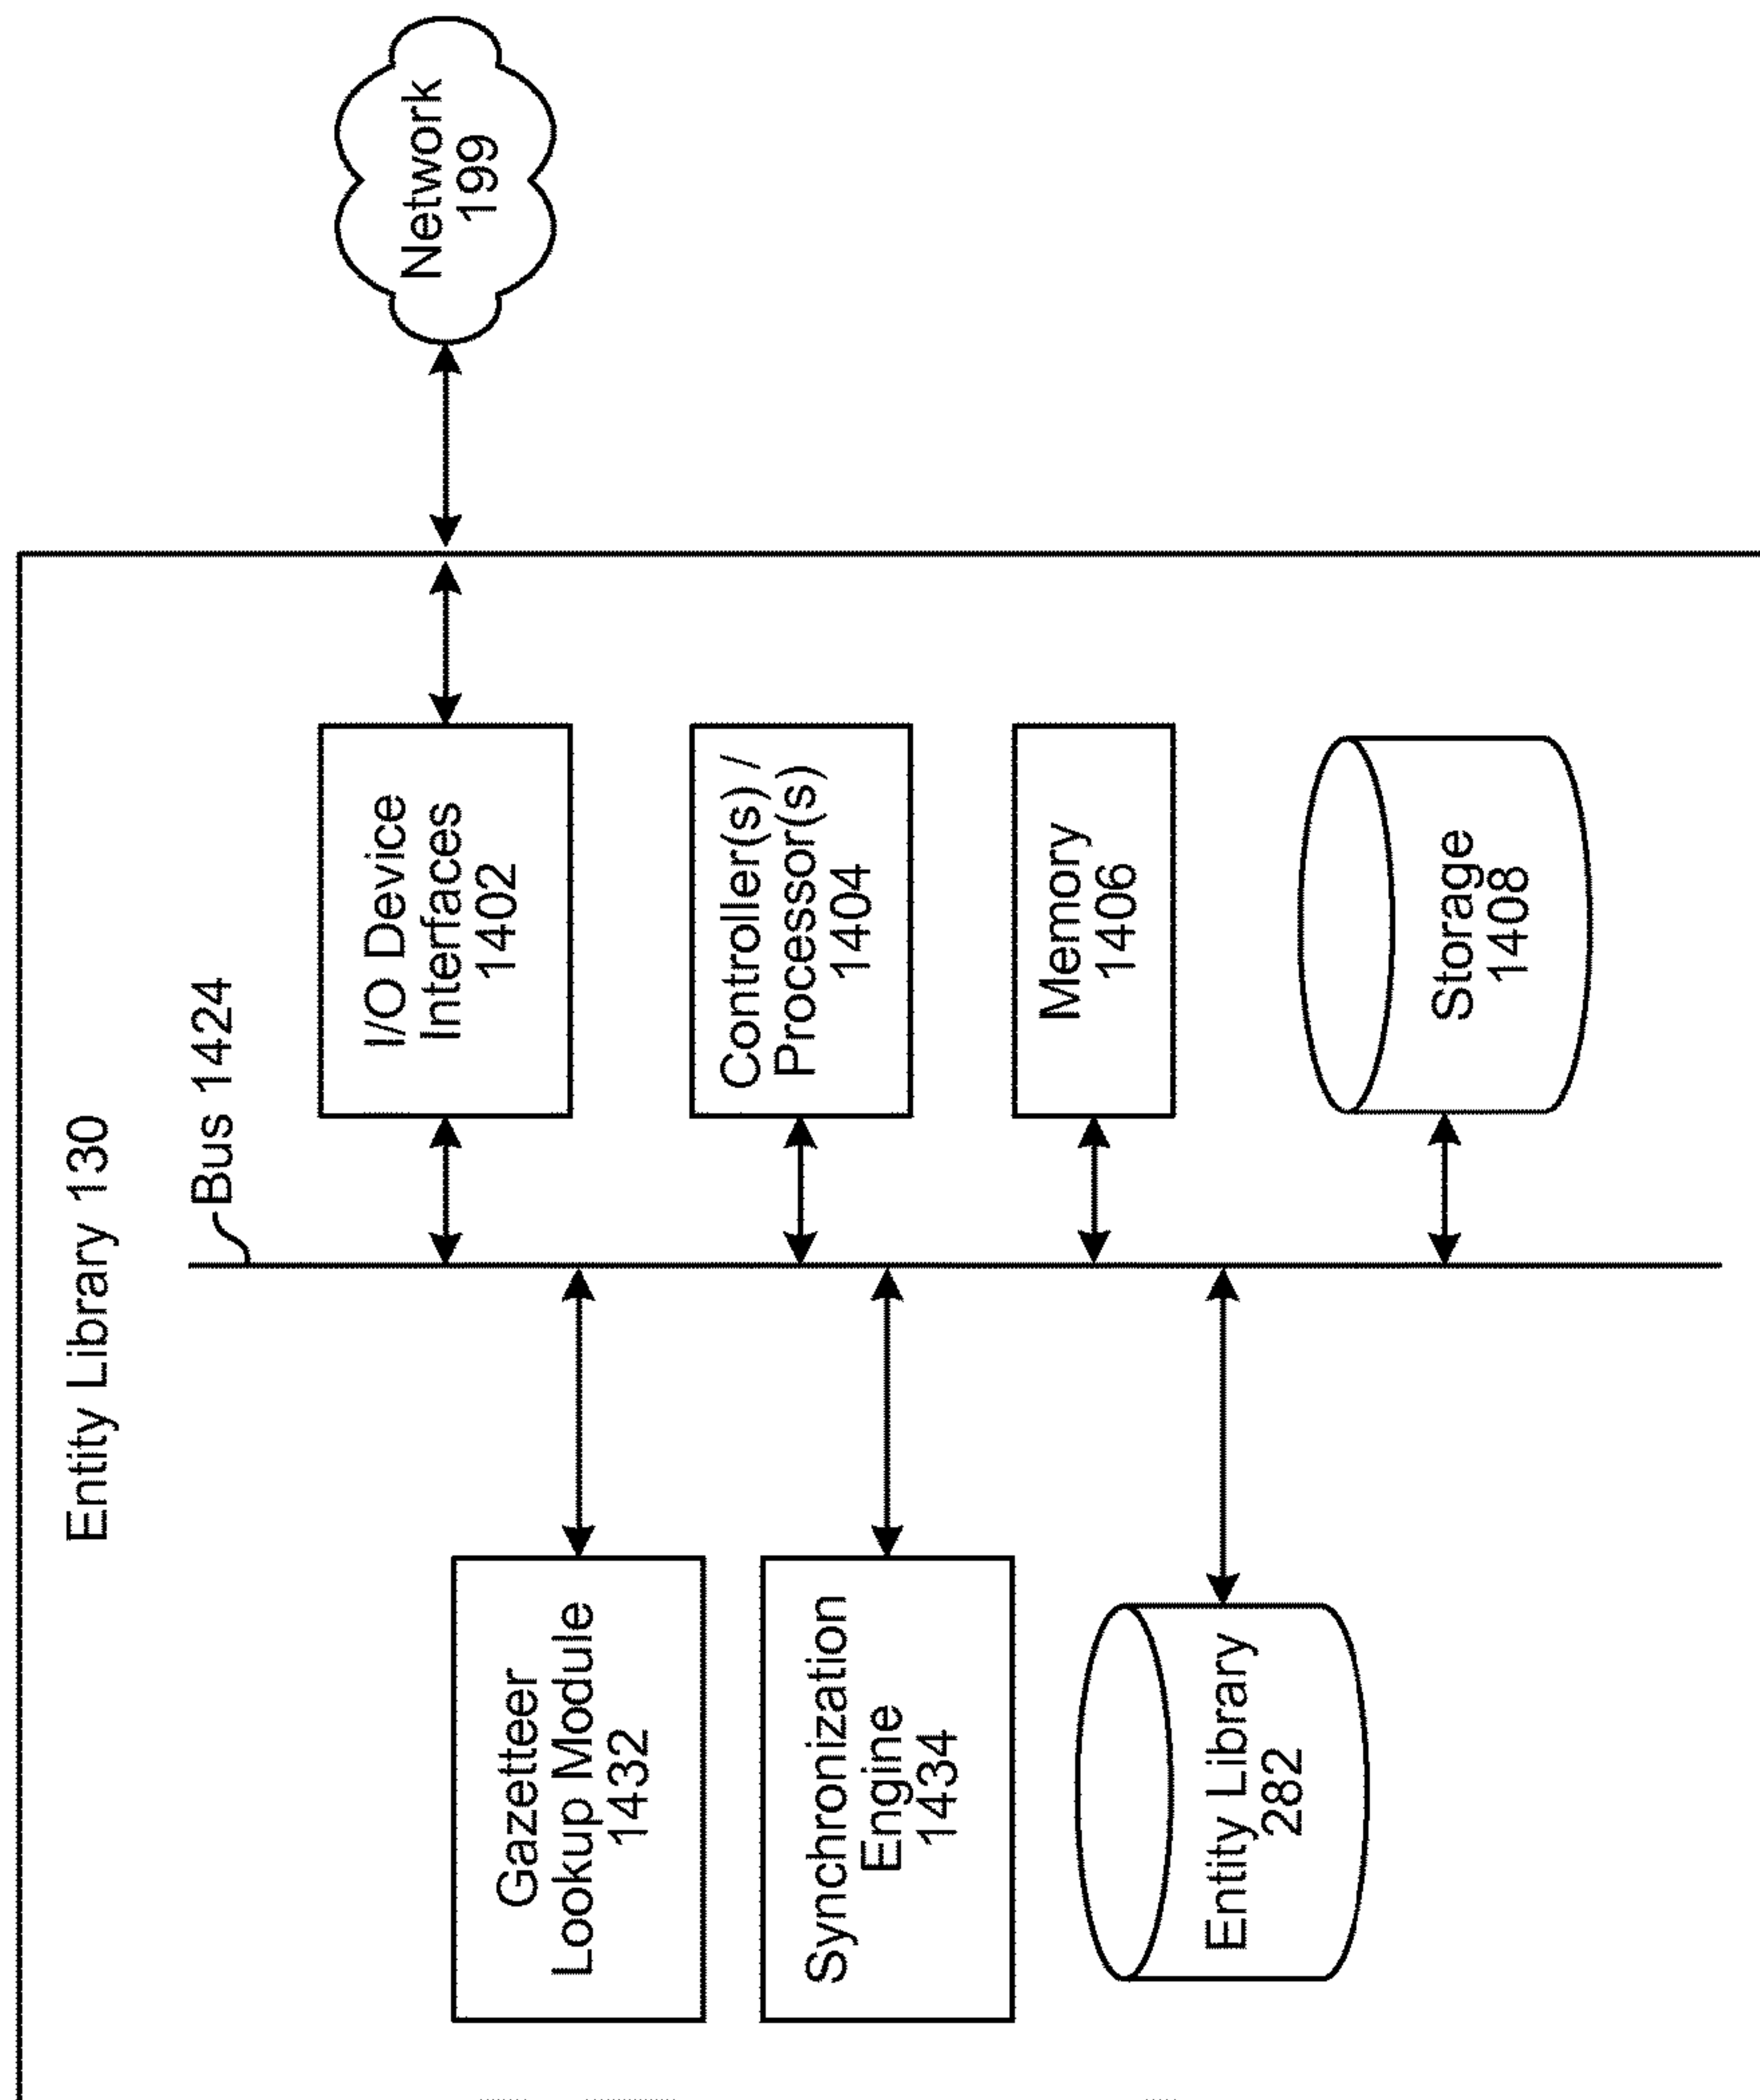 Entity Library 130
Bus 1424
Gazetteer
Lookup Module
1432
Synchronization
Engine
1434
Entity Library
282
I/O Device
Interfaces
1402
Controller(s) /
Processor(s)
1404
Memory
1406
Storage
1408
Network
199